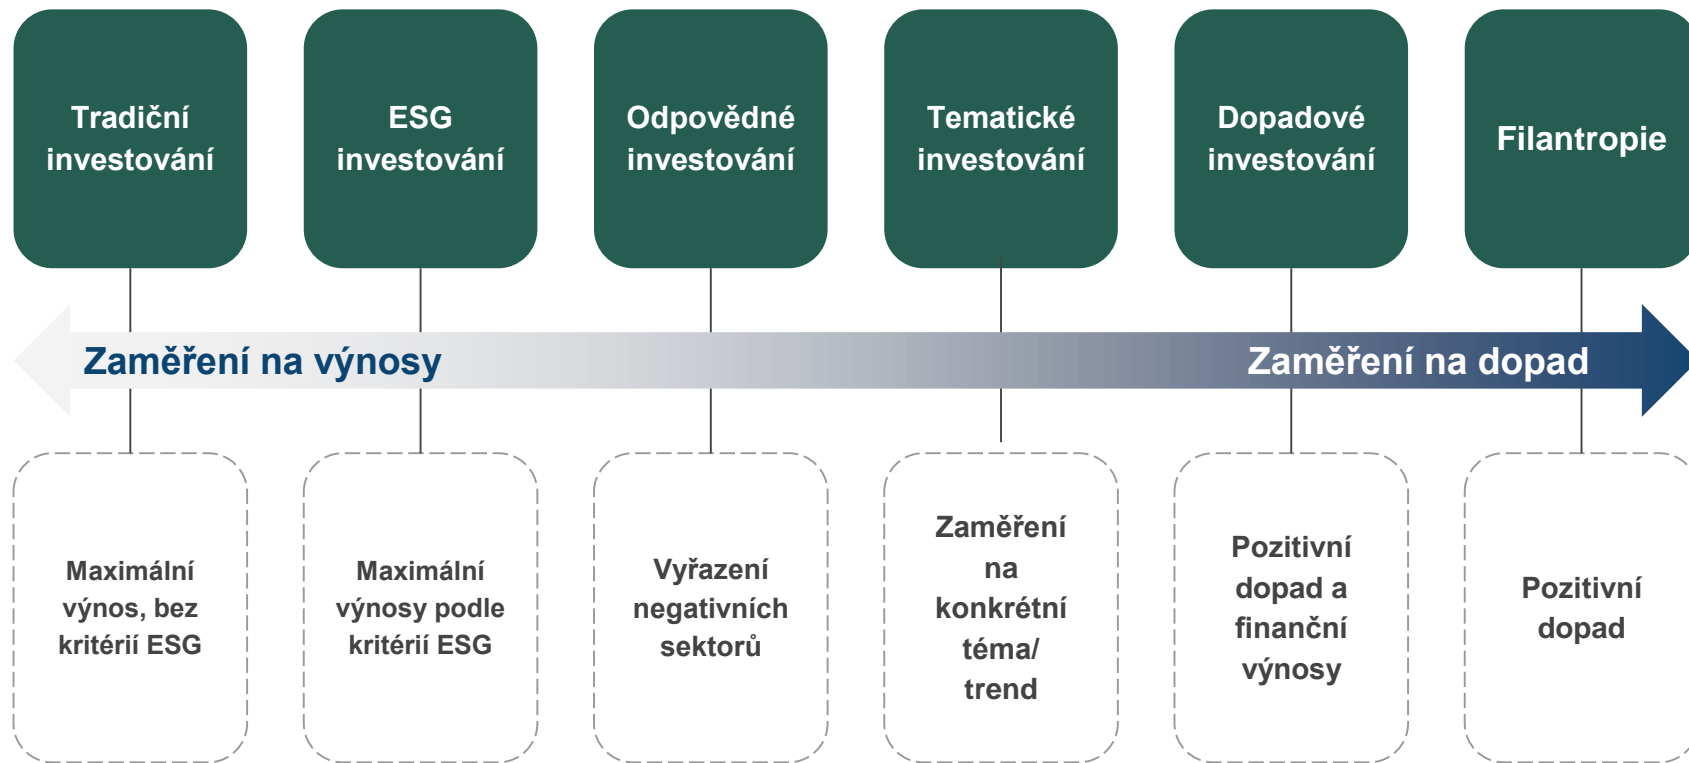 Tradiční
investování
ESG
investování
Odpovědné
investování
Tematické
investování
Dopadové
investování
Filantropie
Zaměření na výnosy
Zaměření na dopad
Maximální
výnos, bez
kritérií ESG
Maximální
výnosy podle
kritérií ESG
Vyřazení
negativních
sektorů
Zaměření
na
konkrétní
téma/
trend
Pozitivní
dopad a
finanční
výnosy
Pozitivní
dopad